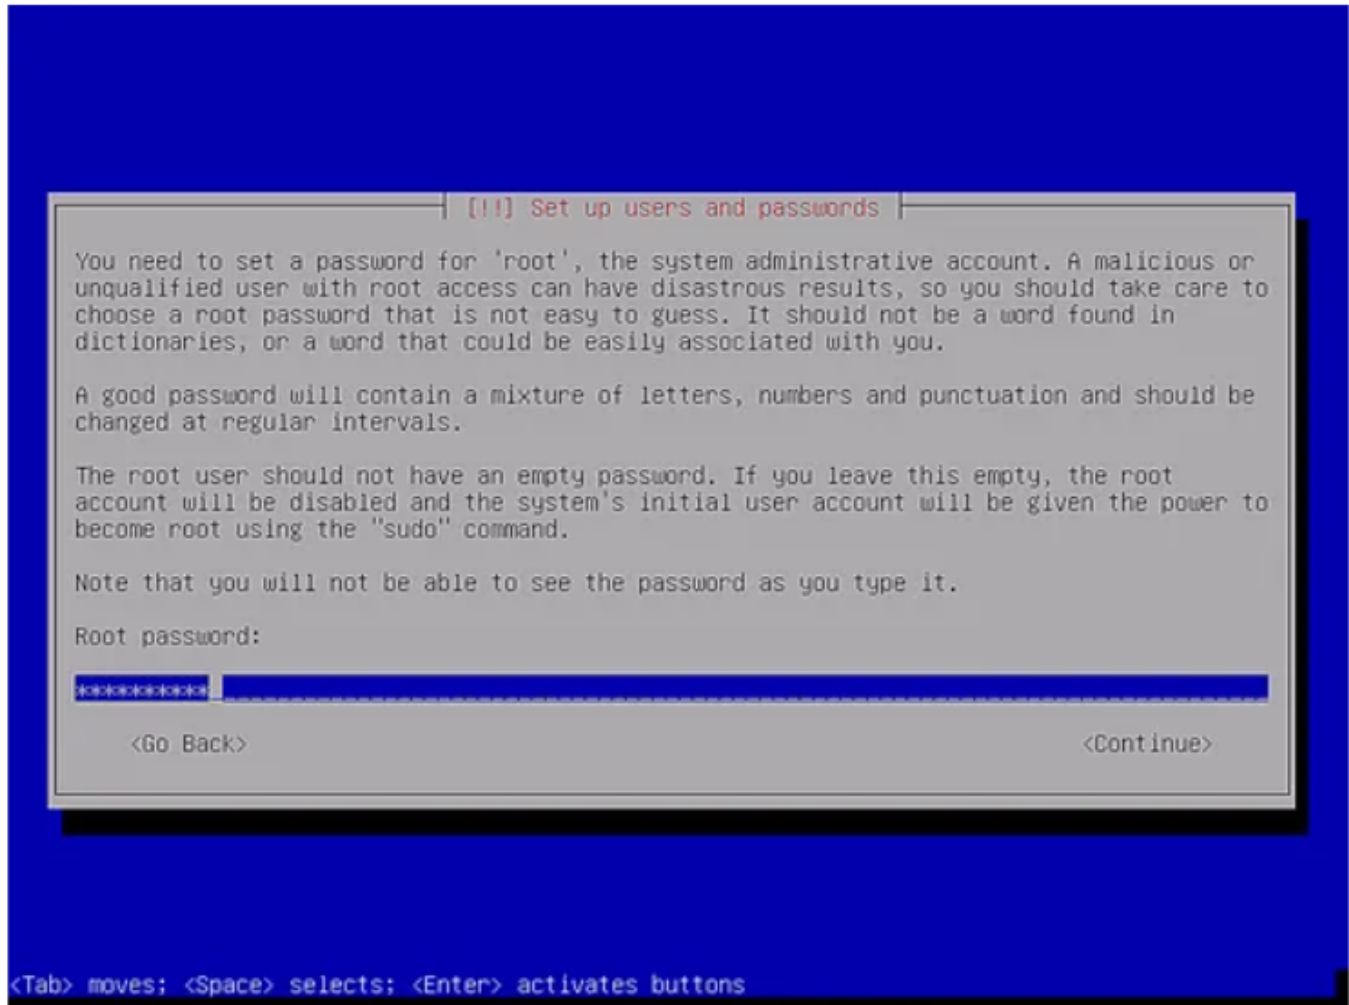 [!!] Set up users and passwords
You need to set a password for 'root', the system administrative account. A malicious or
unqualified user with root access can have disastrous results, so you should take care to
choose a root password that is not easy to guess. It should not be a word found in
dictionaries, or a word that could be easily associated with you.
A good password will contain a mixture of letters, numbers and punctuation and should be
changed at regular intervals.
The root user should not have an empty password. If you leave this empty, the root
account will be disabled and the system's initial user account will be given the power to
become root using the "sudo" command.
Note that you will not be able to see the password as you type it.
Root password:
**********
<Go Back> <Continue>
<Tab> moves; <Space> selects; <Enter> activates buttons